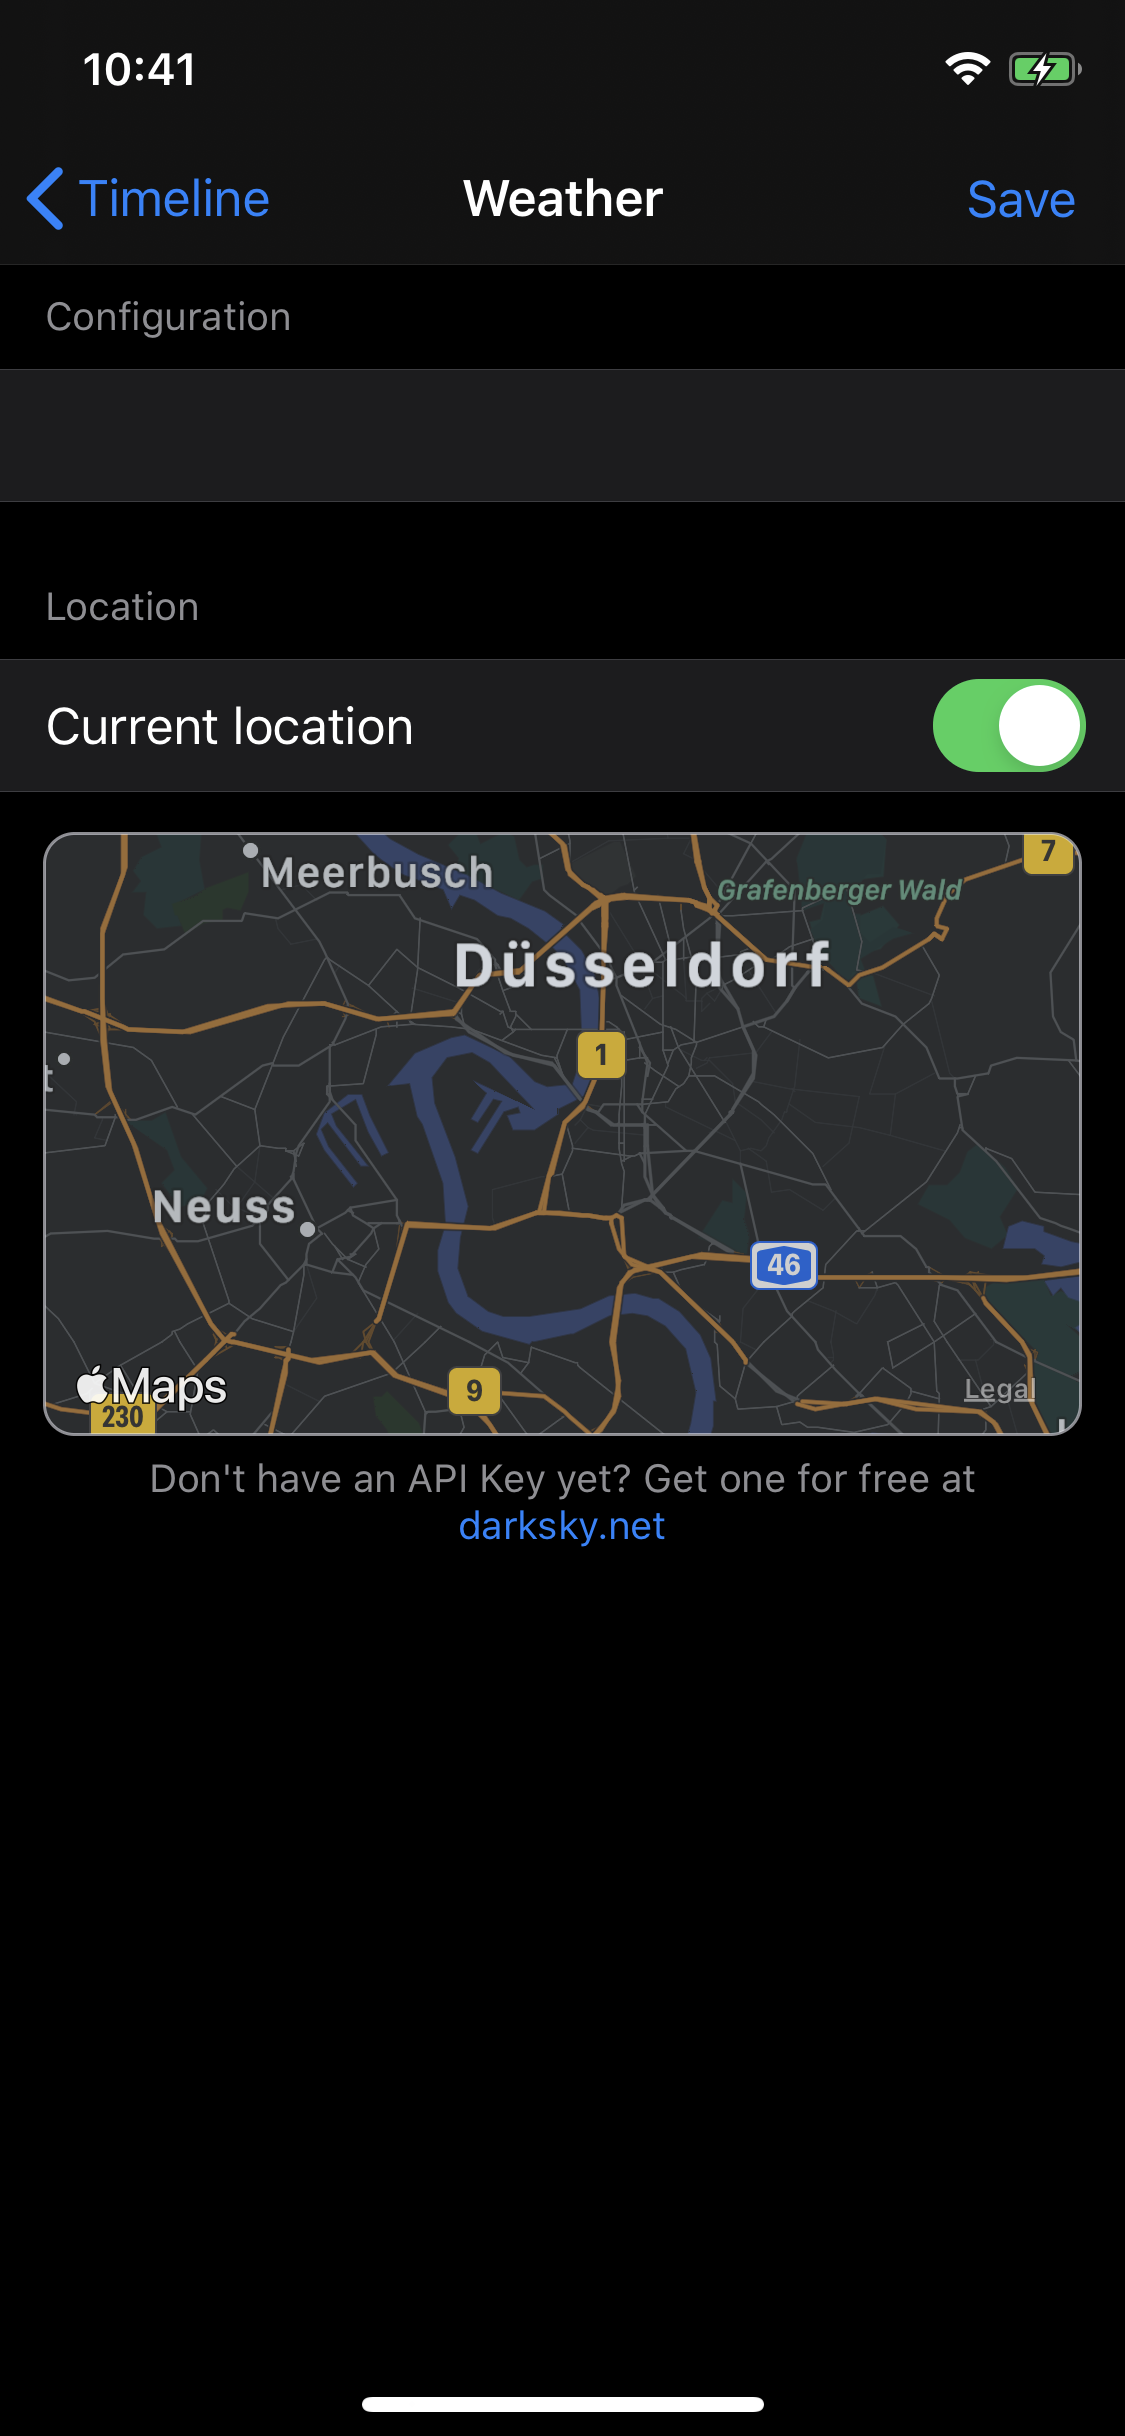 10:41
Timeline
Weather
Save
Configuration
Location
Current location
7
Meerbusch
Grafenberger Wald
Düsseldorf
1
t
Neuss
46
Maps
9
Legal
230
Don't have an API Key yet? Get one for free at
darksky.net